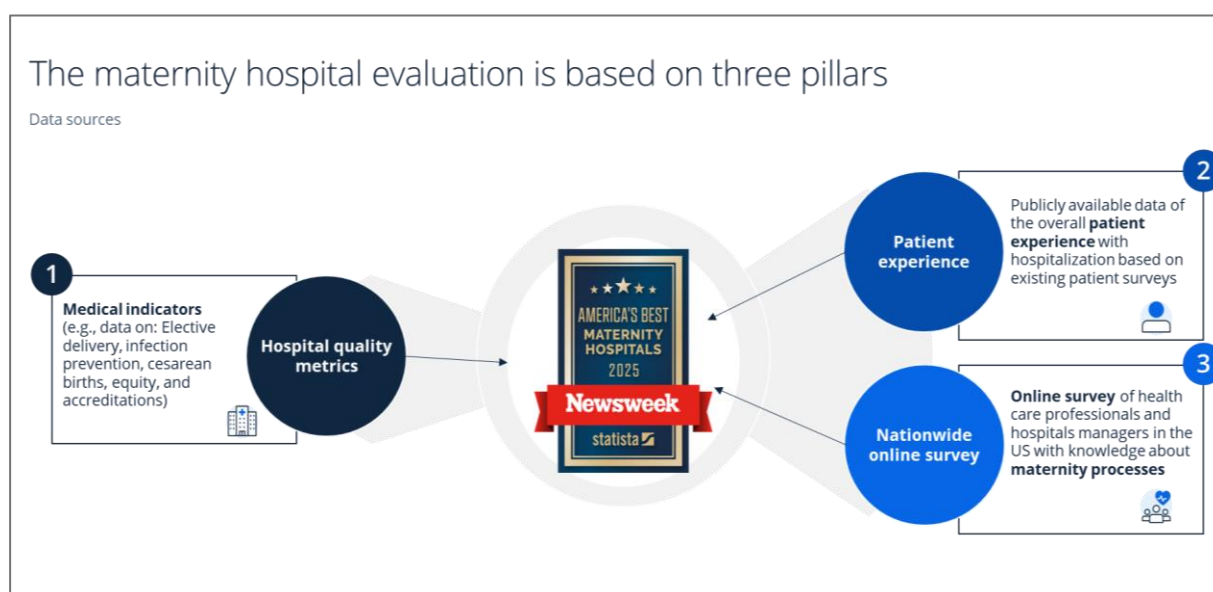 The maternity hospital evaluation is based on three pillars
Data sources
1
Medical indicators
(e.g., data on: Elective
delivery, infection
prevention, cesarean
births, equity, and
accreditations)
Hospital quality
metrics
AMERICA'S BEST
MATERNITY
HOSPITALS
2025
Newsweek
statista
Patient
experience
2
Publicly available data of
the overall patient
experience with
hospitalization based on
existing patient surveys
Nationwide
online survey
3
Online survey of health
care professionals and
hospitals managers in the
US with knowledge about
maternity processes